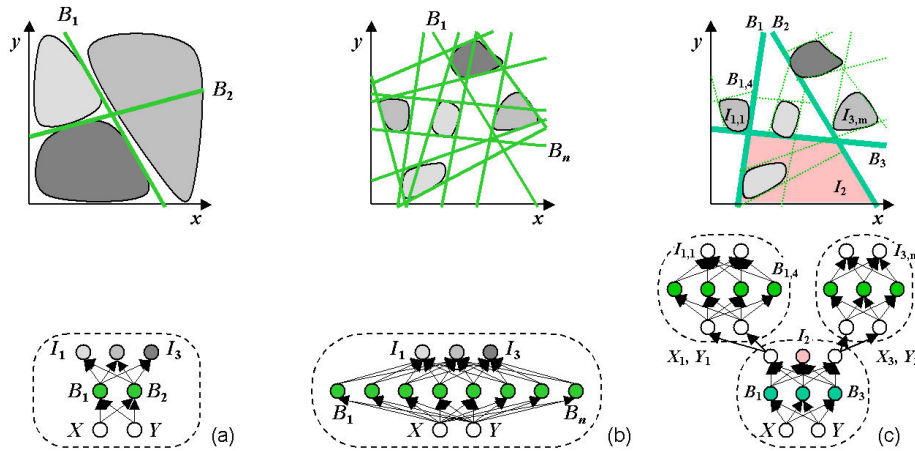 B1
y
B2
x
B1
y
Bn
x
B1 B2
y
B1,4
I1,1
I3,m
B3
I2
x
I1,1
B1,4
I3,m
I2
X1, Y1
X3, Y
B1
B3
X
Y
(c)
I1
I3
B1
B2
X
Y
(a)
I1
I3
B1
Bn
X
Y
(b)